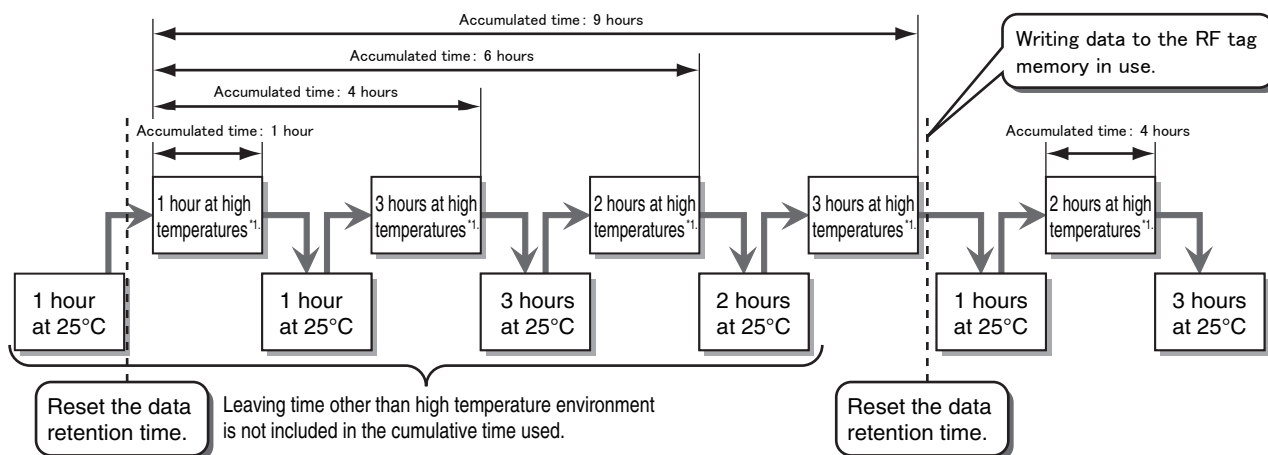 Accumulated time: 9 hours
Accumulated time: 6 hours
Accumulated time: 4 hours
Accumulated time: 1 hour
Writing data to the RF tag
memory in use.
Accumulated time: 4 hours
1 hour at high
temperatures*1.
3 hours at high
temperatures*1.
2 hours at high
temperatures*1.
3 hours at high
temperatures*1.
2 hours at high
temperatures*1.
1 hour
at 25°C
1 hour
at 25°C
3 hours
at 25°C
2 hours
at 25°C
1 hours
at 25°C
3 hours
at 25°C
Reset the data
retention time.
Leaving time other than high temperature environment
is not included in the cumulative time used.
Reset the data
retention time.